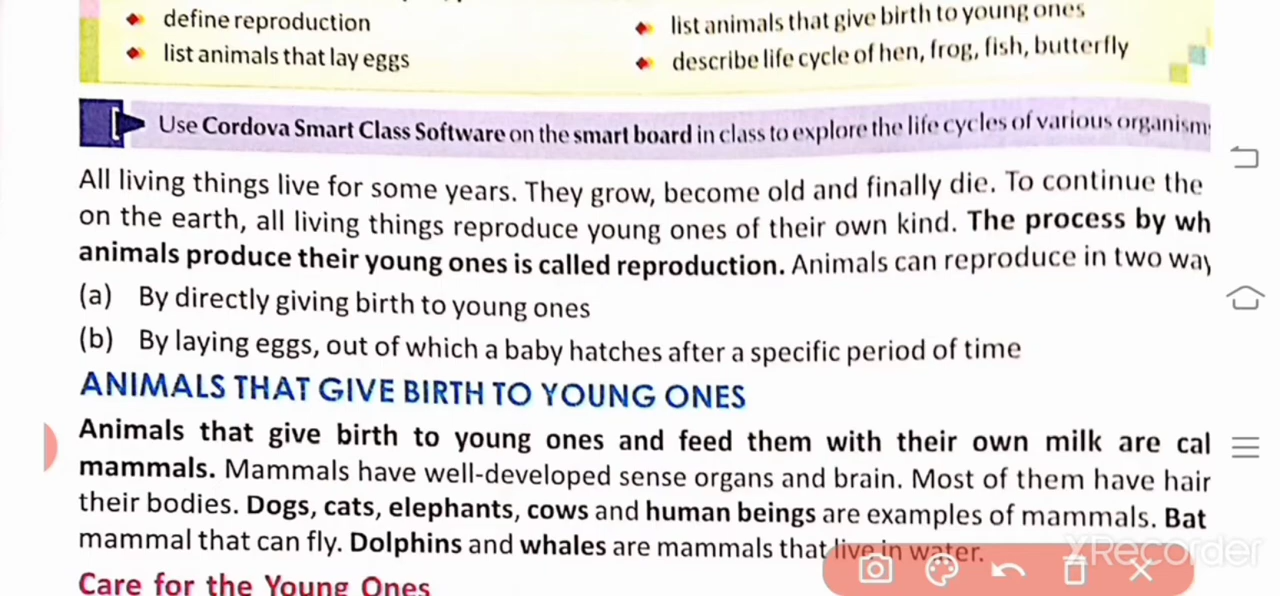 define reproduction
list animals that lay eggs
list animals that give birth to young ones
describe life cycle of hen, frog, fish, butterfly
Use Cordova Smart Class Software on the smart board in class to explore the life cycles of various organism
All living things live for some years. They grow, become old and finally die. To continue the
on the earth, all living things reproduce young ones of their own kind. The process by wh
animals produce their young ones is called reproduction. Animals can reproduce in two way
(a) By directly giving birth to young ones
(b) By laying eggs, out of which a baby hatches after a specific period of time
ANIMALS THAT GIVE BIRTH TO YOUNG ONES
Animals that give birth to young ones and feed them with their own milk are cal
mammals. Mammals have well-developed sense organs and brain. Most of them have hair
their bodies. Dogs, cats, elephants, cows and human beings are examples of mammals. Bat
mammal that can fly. Dolphins and whales are mammals that live in water.
Care for the Young Ones
XRecorder